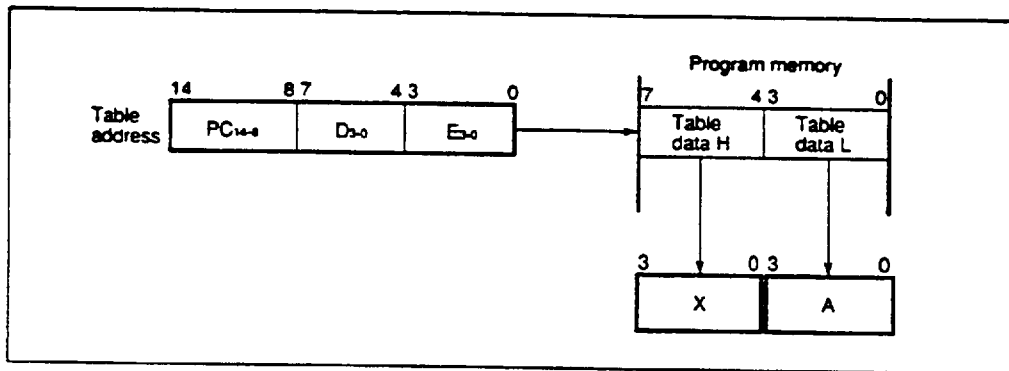 Program memory
14 8 7 4 3 0
7 4 3 0
Table
address
PC14-8 D3-0 E3-0
Table
data H
Table
data L
3 0 3 0
X A